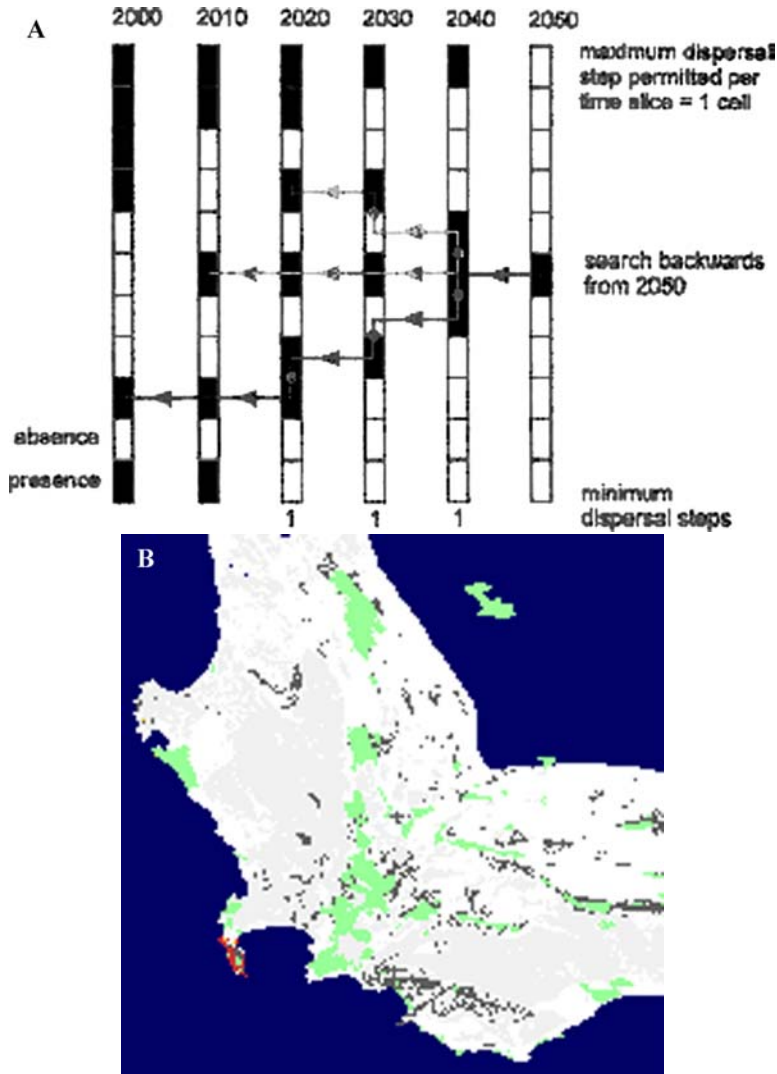 2000 2010 2020 2030 2040 2050
A
maximum dispersal
step permitted per
time slice = 1 cell
search backwards
from 2050
absence
presence
minimum
dispersal steps
1 1 1
B